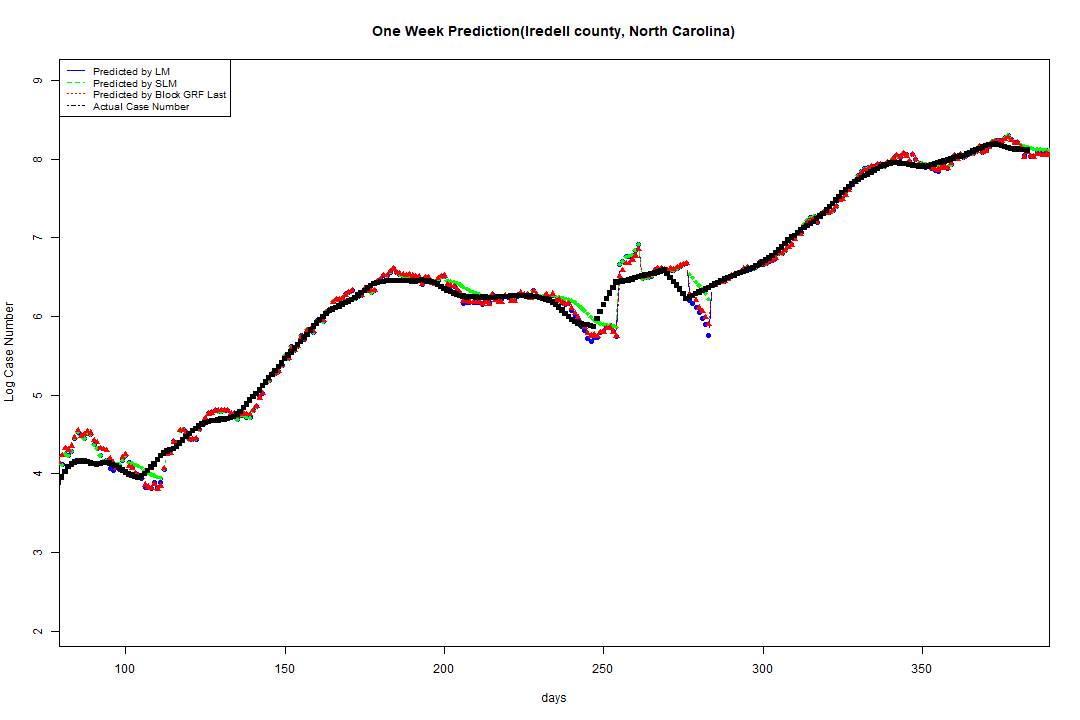 One Week Prediction(Iredell county, North Carolina)
Predicted by LM
Predicted by SLM
Predicted by Block GRF Last
Actual Case Number
9
8
7
6
5
4
3
2
Log Case Number
100 150 200 250 300 350
days